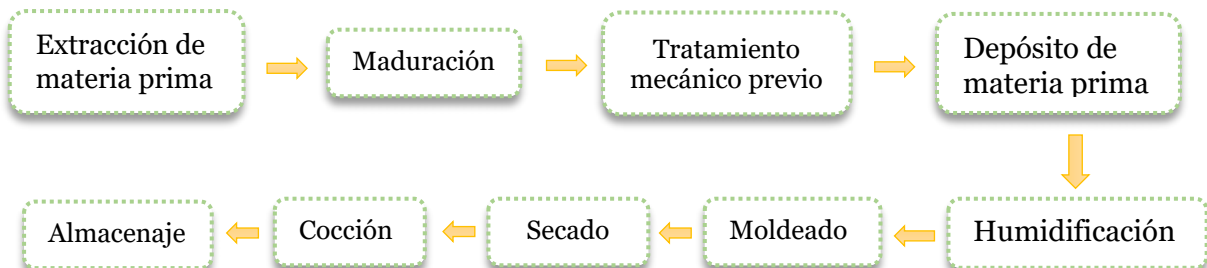 Extracción de
materia prima
Maduración
Tratamiento
mecánico previo
Depósito de
materia prima
Humidificación
Moldeado
Secado
Cocción
Almacenaje